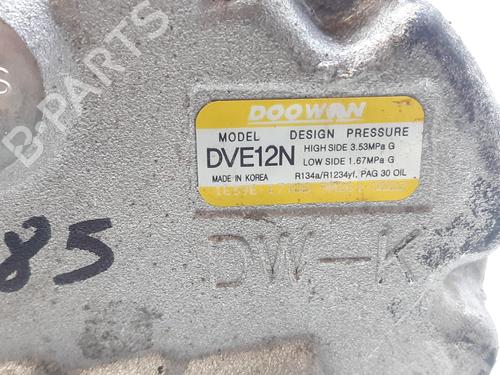 B-PARTS
DOOWON
MODEL DESIGN PRESSURE
DVE12N HIGH SIDE 3.53MPa G
LOW SIDE 1.67MPa G
MADE IN KOREA R134a/R1234yf, PAG 30 OIL
85
DW-K